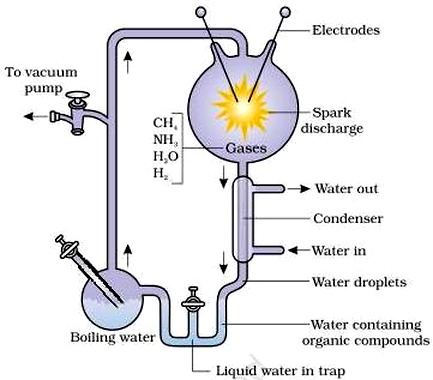 Electrodes
To vacuum
pump
CH₄
NH₃
H₂O
H₂
Gases
Spark
discharge
Water out
Condenser
Water in
Water droplets
Boiling water
Water containing
organic compounds
Liquid water in trap